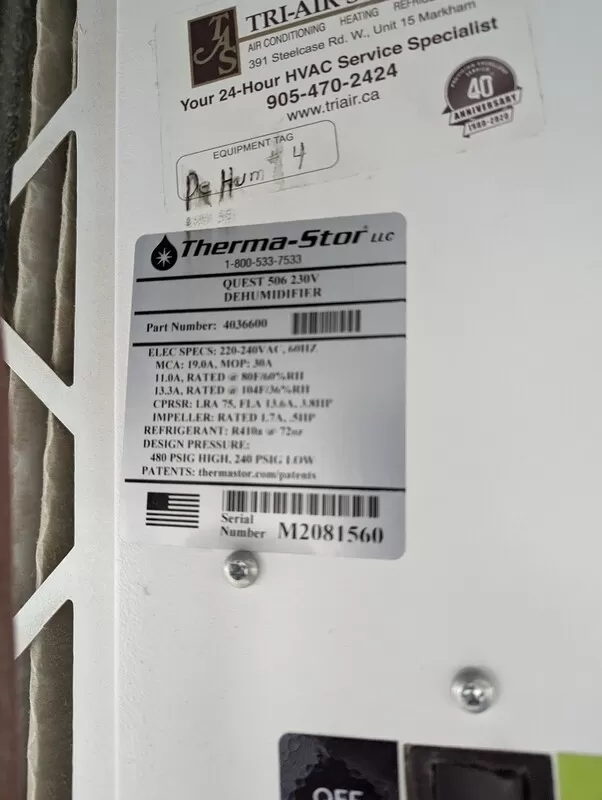 TAS
TRI-AIR
AIR CONDITIONING HEATING
391 Steelcase Rd. W., Unit 15 Markham
Your 24-Hour HVAC Service Specialist
905-470-2424
www.triair.ca
40
ANNIVERSARY
1980-2020
EQUIPMENT TAG
De Hum #4
Therma-Stor LLC
1-800-533-7533
QUEST 506 230V
DEHUMIDIFIER
Part Number: 4036600
ELEC SPECS: 220-240VAC, 60HZ
MCA: 19.0A, MOP: 30A
11.0A, RATED @ 80F/60%RH
13.3A, RATED @ 104F/36%RH
CPRSR: LRA 75, FLA 13.6A, 3.8HP
IMPELLER: RATED 1.7A, .5HP
REFRIGERANT: R410a @ 72oz
DESIGN PRESSURE:
480 PSIG HIGH, 240 PSIG LOW
PATENTS: thermastor.com/patents
Serial
Number M2081560
OFF